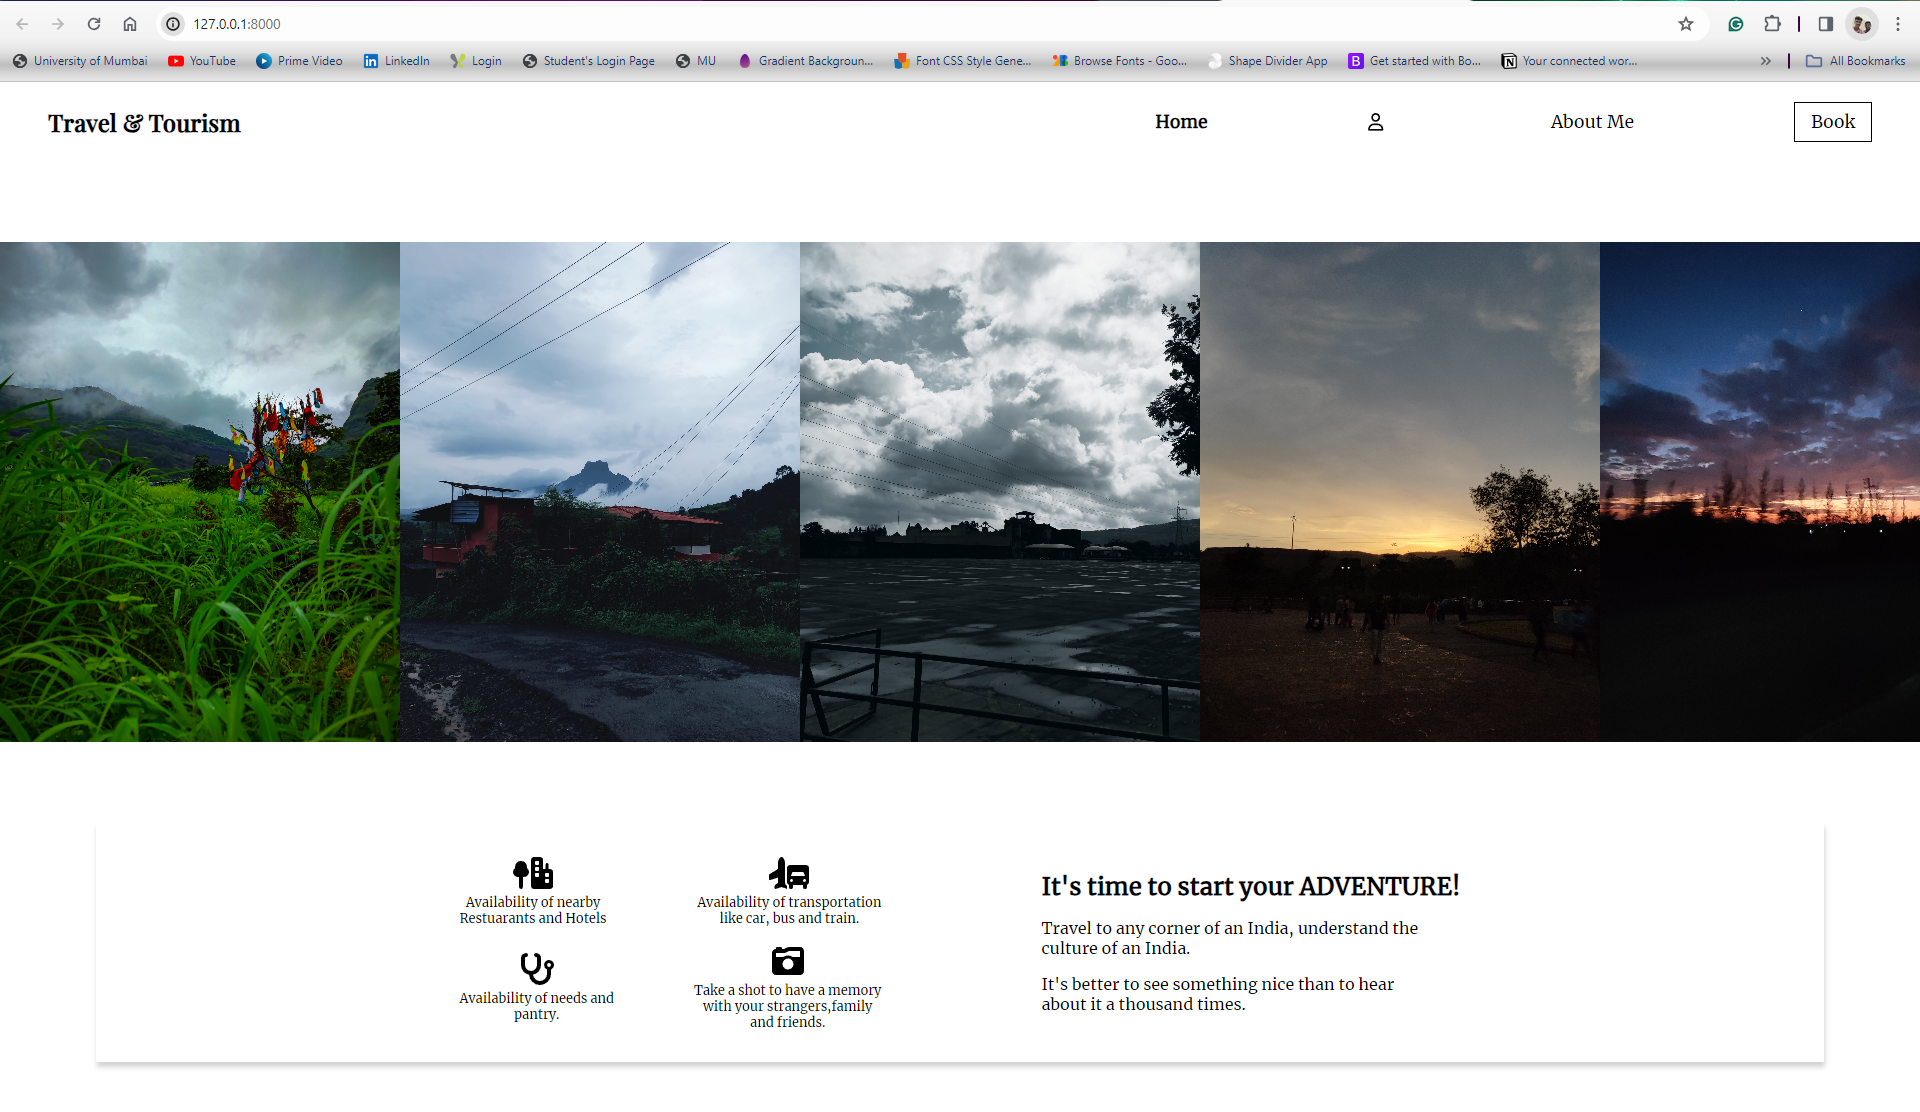 127.0.0.1:8000
University of Mumbai YouTube Prime Video LinkedIn Login Student's Login Page MU Gradient Backgroun... Font CSS Style Gene... Browse Fonts - Goo... Shape Divider App B Get started with Bo... Your connected wor... » All Bookmarks
Travel & Tourism Home About Me Book
Availability of nearby
Restuarants and Hotels
Availability of transportation
like car, bus and train.
Availability of needs and
pantry.
Take a shot to have a memory
with your strangers,family
and friends.
It's time to start your ADVENTURE!
Travel to any corner of an India, understand the
culture of an India.
It's better to see something nice than to hear
about it a thousand times.